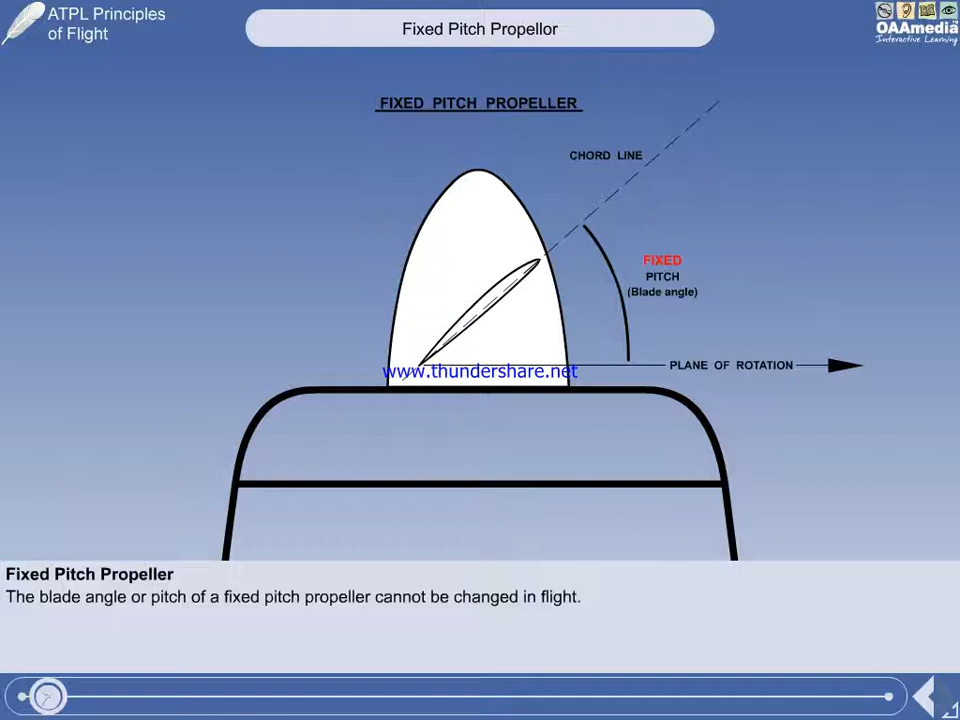 ATPL Principles
of Flight
Fixed Pitch Propellor
OAAmedia
Interactive Learning
FIXED PITCH PROPELLER
CHORD LINE
FIXED
PITCH
(Blade angle)
PLANE OF ROTATION
www.thundershare.net
Fixed Pitch Propeller
The blade angle or pitch of a fixed pitch propeller cannot be changed in flight.